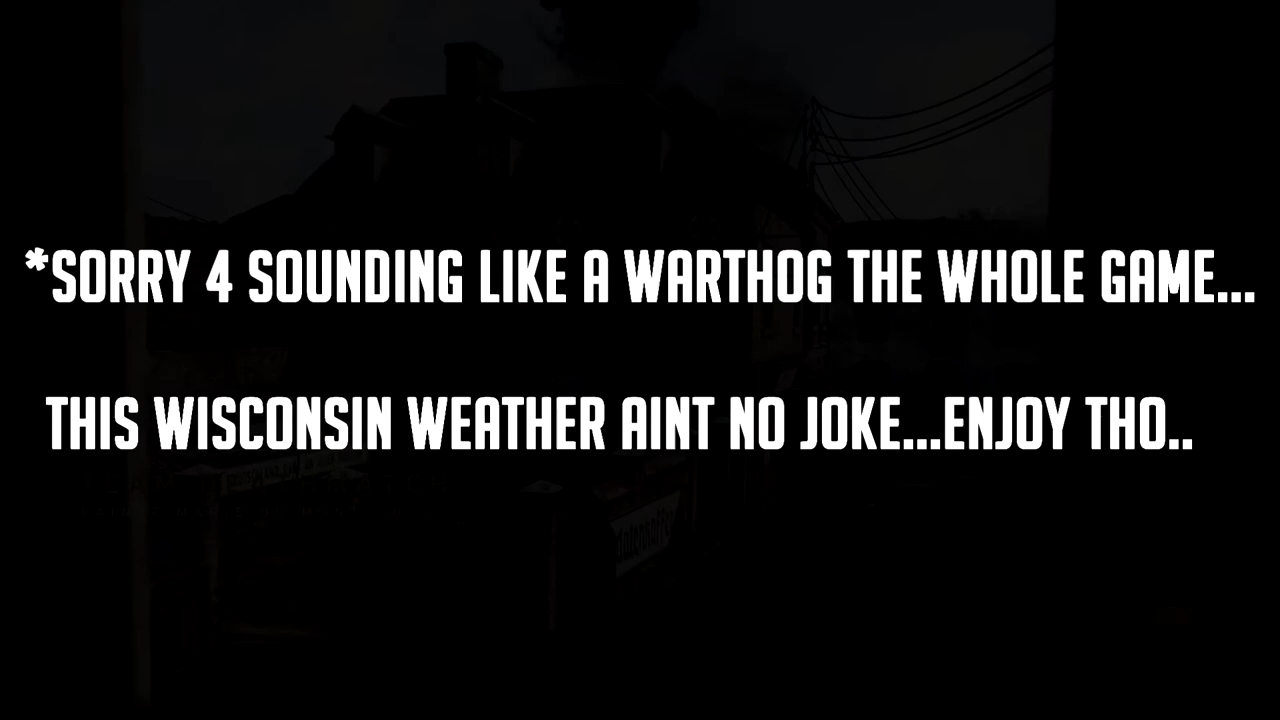 *SORRY 4 SOUNDING LIKE A WARTHOG THE WHOLE GAME...
THIS WISCONSIN WEATHER AINT NO JOKE...ENJOY THO..